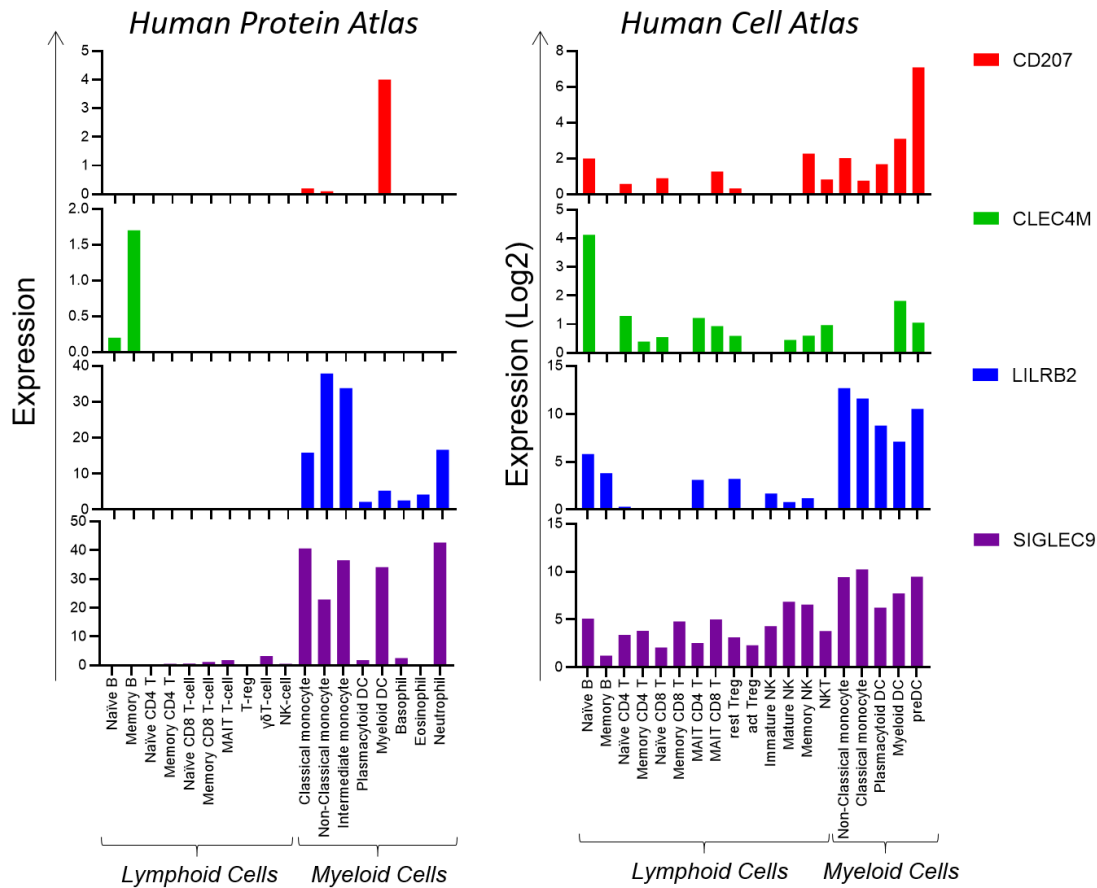 Human Protein Atlas
Human Cell Atlas
Expression
Expression (Log2)
5
4
3
2
1
0
2.0
1.5
1.0
0.5
0.0
40
30
20
10
0
50
40
30
20
10
0
8
6
4
2
0
5
4
3
2
1
0
15
10
5
0
15
10
5
0
CD207
CLEC4M
LILRB2
SIGLEC9
Naïve B
Memory B
Naïve CD4 T
Memory CD4 T
Naïve CD8 T-cell
Memory CD8 T-cell
MAIT T-cell
T-reg
γδT-cell
NK-cell
Classical monocyte
Non-Classical monocyte
Intermediate monocyte
Plasmacytoid DC
Myeloid DC
Basophil
Eosinophil
Neutrophil
Naïve B
Memory B
Naïve CD4 T
Memory CD4 T
Naïve CD8 T
Memory CD8 T
MAIT CD4 T
MAIT CD8 T
rest Treg
act Treg
Immature NK
Mature NK
Memory NK
NKT
Non-Classical monocyte
Classical monocyte
Plasmacytoid DC
Myeloid DC
preDC
Lymphoid Cells
Myeloid Cells
Lymphoid Cells
Myeloid Cells